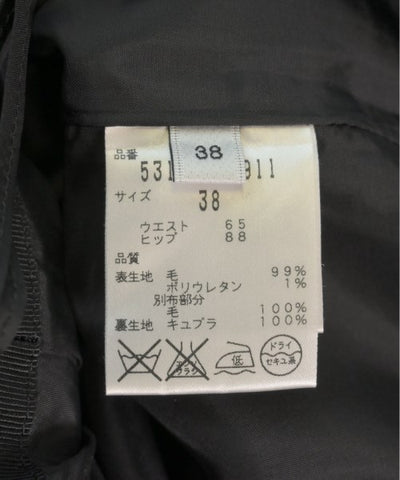 38
品番
531 911
サイズ 38
ウエスト 65
ヒップ 88
品質
表生地 毛 99%
ポリウレタン 1%
別布部分
毛 100%
裏生地 キュプラ 100%
低 ドライ
セキユ系